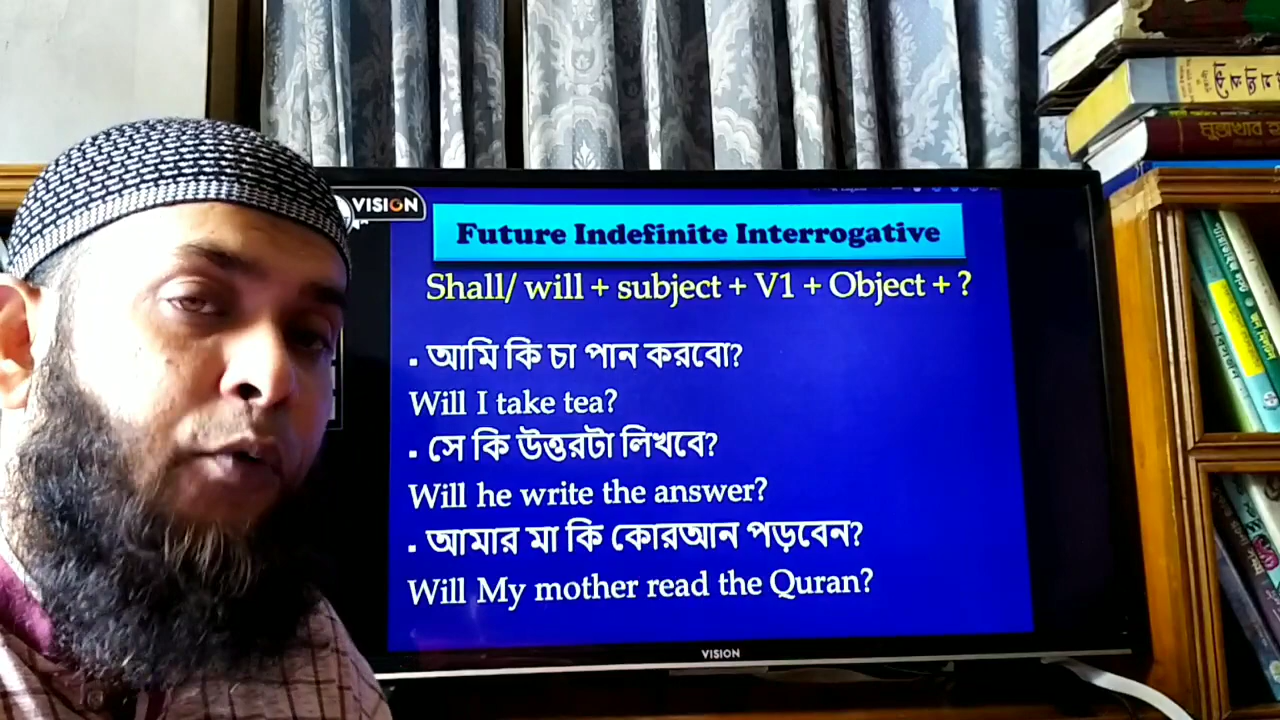 VISION
Future Indefinite Interrogative
Shall/ will + subject + V1 + Object + ?
. আমি কি চা পান করবো?
Will I take tea?
. সে কি উত্তরটা লিখবে?
Will he write the answer?
. আমার মা কি কোরআন পড়বেন?
Will My mother read the Quran?
VISION
কোরআন